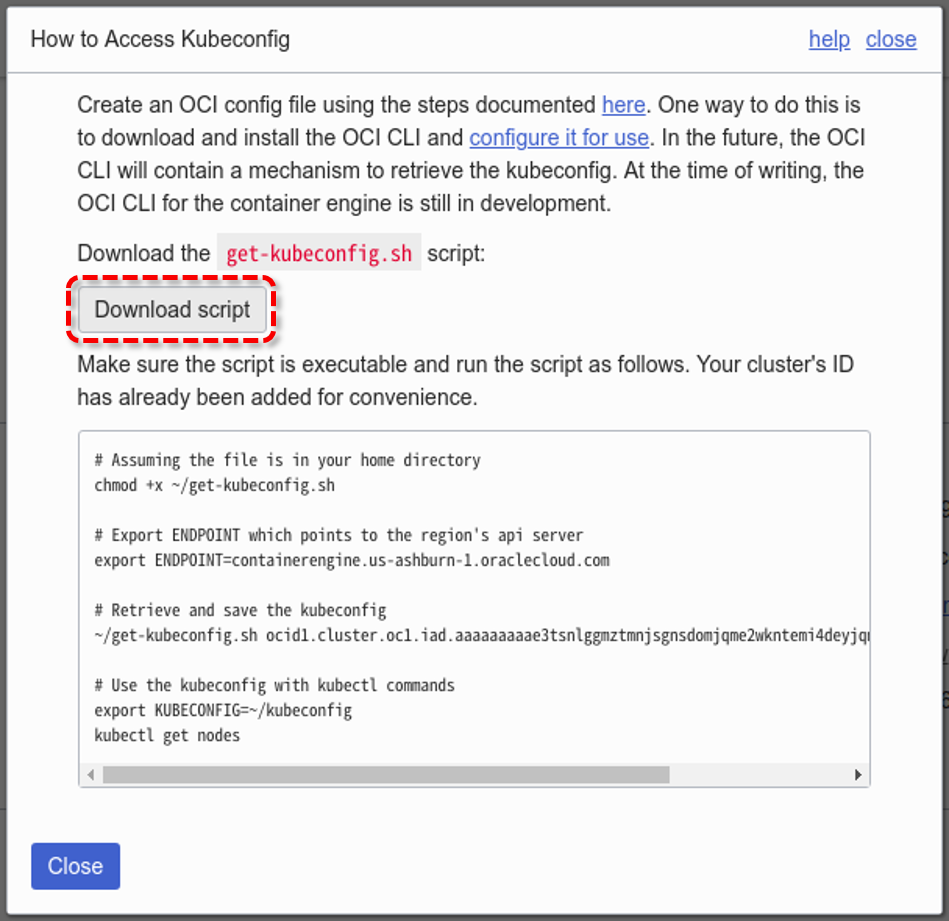 How to Access Kubeconfig help close
Create an OCI config file using the steps documented here. One way to do this is
to download and install the OCI CLI and configure it for use. In the future, the OCI
CLI will contain a mechanism to retrieve the kubeconfig. At the time of writing, the
OCI CLI for the container engine is still in development.
Download the get-kubeconfig.sh script:
Download script
Make sure the script is executable and run the script as follows. Your cluster's ID
has already been added for convenience.
# Assuming the file is in your home directory
chmod +x ~/get-kubeconfig.sh
# Export ENDPOINT which points to the region's api server
export ENDPOINT=containerengine.us-ashburn-1.oraclecloud.com
# Retrieve and save the kubeconfig
~/get-kubeconfig.sh ocid1.cluster.oc1.iad.aaaaaaaaae3tsnlggmztmnjsgnsdomjqme2wkntemi4deyjq
# Use the kubeconfig with kubectl commands
export KUBECONFIG=~/kubeconfig
kubectl get nodes
Close